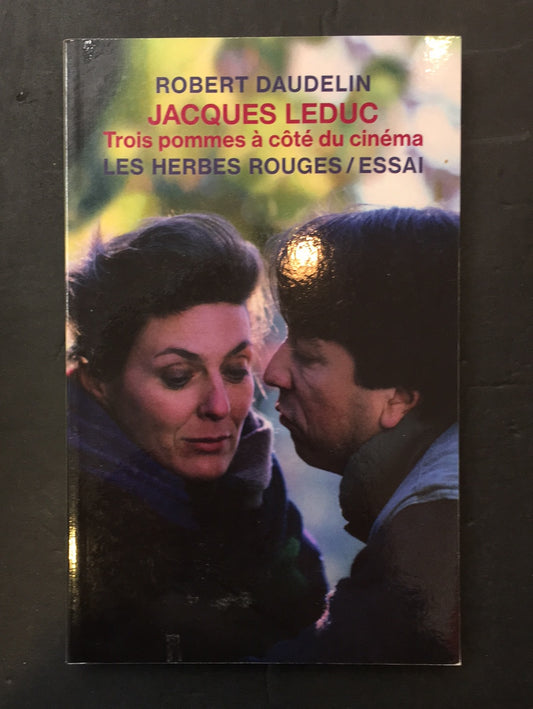 ROBERT DAUDELIN
JACQUES LEDUC
Trois pommes à côté du cinéma
LES HERBES ROUGES / ESSAI